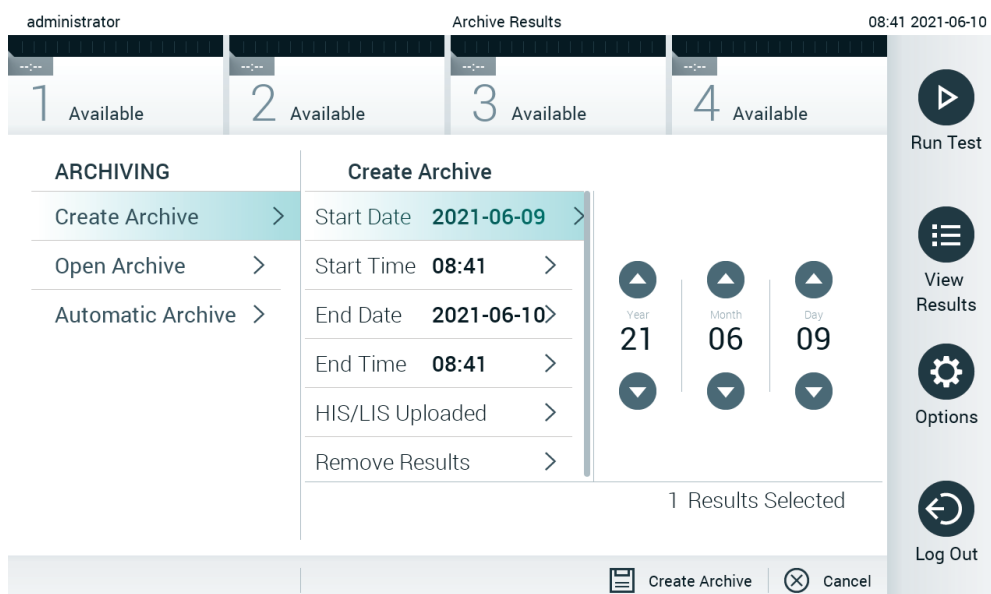 administrator Archive Results 08:41 2021-06-10
--:-- --:-- --:-- --:--
1 Available 2 Available 3 Available 4 Available
Run Test
ARCHIVING
Create Archive
Open Archive
Automatic Archive
Create Archive
Start Date 2021-06-09
Start Time 08:41
End Date 2021-06-10
End Time 08:41
HIS/LIS Uploaded
Remove Results
Year Month Day
21 06 09
1 Results Selected
View
Results
Options
Log Out
Create Archive Cancel